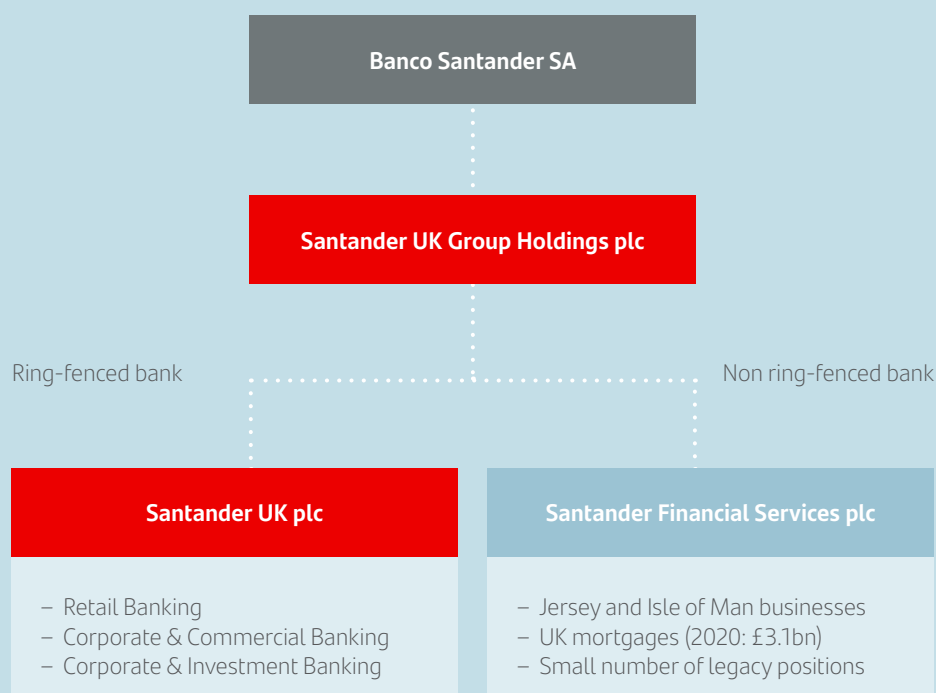 Banco Santander SA
Santander UK Group Holdings plc
Ring-fenced bank
Non ring-fenced bank
Santander UK plc
– Retail Banking
– Corporate & Commercial Banking
– Corporate & Investment Banking
Santander Financial Services plc
– Jersey and Isle of Man businesses
– UK mortgages (2020: £3.1bn)
– Small number of legacy positions